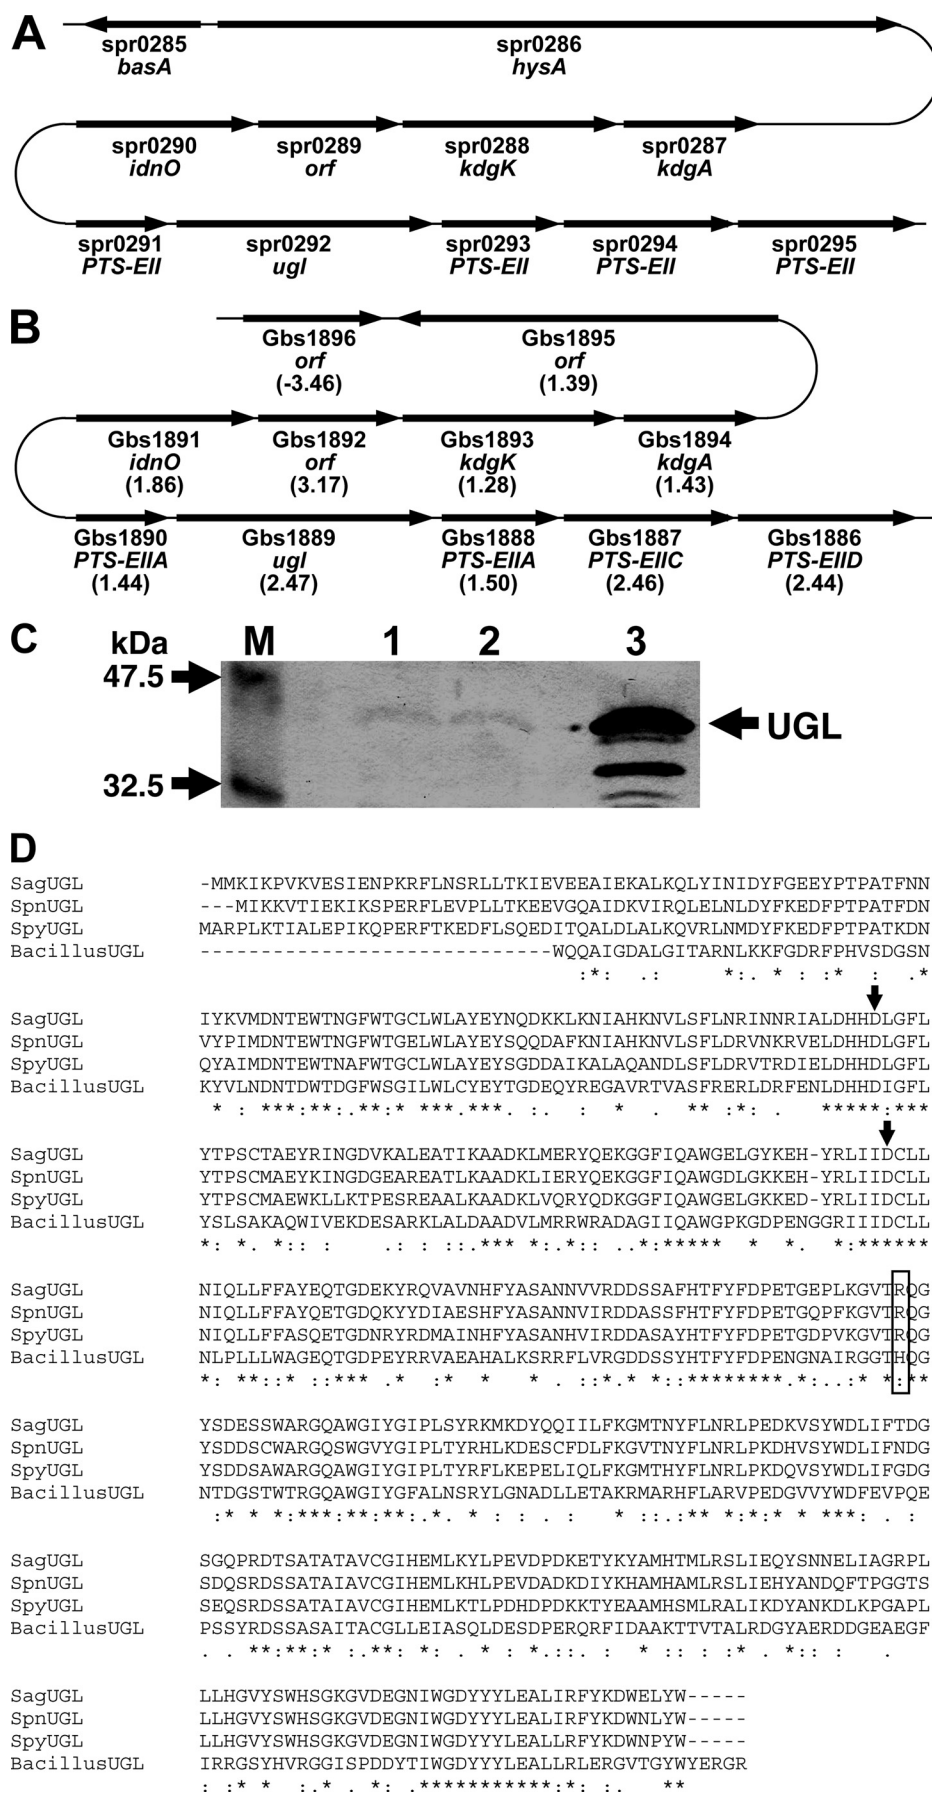 A
spr0285 spr0286
basA hysA
spr0290 spr0289 spr0288 spr0287
idnO orf kdgK kdgA
spr0291 spr0292 spr0293 spr0294 spr0295
PTS-EII ugl PTS-EII PTS-EII PTS-EII
B
Gbs1896 Gbs1895
orf orf
(-3.46) (1.39)
Gbs1891 Gbs1892 Gbs1893 Gbs1894
idnO orf kdgK kdgA
(1.86) (3.17) (1.28) (1.43)
Gbs1890 Gbs1889 Gbs1888 Gbs1887 Gbs1886
PTS-EIIA ugl PTS-EIIA PTS-EIIC PTS-EIID
(1.44) (2.47) (1.50) (2.46) (2.44)
C kDa M 1 2 3
47.5
UGL
32.5
D
SagUGL -MMKIKPVKVESIENPKRFLNSRLLTKIEVEEAIEKALKQLYINIDYFGEEYPTPATFNN
SpnUGL ---MIKKVTIEKIKSPERFLEVPLLTKEEVGQAIDKVIRQLELNLDYFKEDFPTPATFDN
SpyUGL MARPLKTIALEPIKQPERFTKEDFLSQEDITQALDLALKQVRLNMDYFKEDFPTPATKDN
BacillusUGL -------------------------------WQQAIGDALGITARNLKKFGDRFPHVSDGSN
:*: .: *: * * :* : .*
SagUGL IYKVMDNTEWTNGFWTGCLWLAYEYNQDKKLKNIAHKNVLSFLNRINNRIALDHHDLGFL
SpnUGL VYPIMDNTEWTNGFWTGELWLAYEYSQQDAFKNIAHKNVLSFLDRVNKRVELDHHDLGFL
SpyUGL QYAIMDNTEWTNAFWTGCLWLAYEYSGDDAIKALAQANDLSFLDRVTRDIELDHHDLGFL
BacillusUGL KYVLNDNTDWTDGFWSGILWLCYEYTGDEQYREGAVRTVASFRERLDRFENLDHHDIGFL
* : ***:**:.**:* ***.***. .: : * . ** :*: . *****:***
SagUGL YTPSCTAEYRINGDVKALEATIKAADKLMERYQEKGGFIQAWGELGYKEH-YRLIIDCLL
SpnUGL YTPSCMAEYKINGDGEAREATLKAADKLIERYQEKGGFIQAWGDLGKKEH-YRLIIDCLL
SpyUGL YTPSCMAEWKLLKTPESREAALKAADKLVQRYQDKGGFIQAWGELGKKED-YRLIIDCLL
BacillusUGL YSLSAKAQWIVEKDESARKLALDAADVLMRRWRADAGIIQAWGPKGDPENGGRIIIDCLL
*: *. *:: : .: ::.*** *:.*:: ..*:***** * *. *:******
SagUGL NIQLLFFAYEQTGDEKYRQVAVNHFYASANNVVRDDSSAFHTFYFDPETGEPLKGVTRQG
SpnUGL NIQLLFFAYQETGDQKYYDIAESHFYASANNVIRDDSSAFHTFYFDPETGQPFKGVTRQG
SpyUGL NIQLLFFASQETGDNRYRDMAINHFYASANHVIRDDSSAYHTFYFDPETGDPVKGVTRQG
BacillusUGL NLPLLLWAGEQTGDPEYRRVAEAHALKSRRFLVRGDDSSYHTFYFDPENGNAIRGGTHQG
*: **::* ::*** .* :* * * . ::*.*.*::********.*:..:* *:**
SagUGL YSDESSWARGQAWGIYGIPLSYRKMKDYQQIILFKGMTNYFLNRLPEDKVSYWDLIFTDG
SpnUGL YSDDSCWARGQSWGVYGIPLTYRHLKDESCFDLFKGVTNYFLNRLPKDHVSYWDLIFNDG
SpyUGL YSDDSAWARGQAWGIYGIPLTYRFLKEPELIQLFKGMTHYFLNRLPKDQVSYWDLIFGDG
BacillusUGL NTDGSTWTRGQAWGIYGFALNSRYLGNADLLETAKRMARHFLARVPEDGVVYWDFEVPQE
:* * *:***:**:**:.*. * : : . : * ::.:** *:*:* * ***: . :
SagUGL SGQPRDTSATATAVCGIHEMLKYLPEVDPDKETYKYAMHTMLRSLIEQYSNNELIAGRPL
SpnUGL SDQSRDSSATAIAVCGIHEMLKHLPEVDADKDIYKHAMHAMLRSLIEHYANDQFTPGGTS
SpyUGL SEQSRDSSATAIAVCGIHEMLKTLPDHDPDKKTYEAAMHSMLRALIKDYANKDLKPGAPL
BacillusUGL PSSYRDSSASAITACGLLEIASQLDESDPERQRFIDAAKTTVTALRDGYAERDDGEAEGF
. . **:**:* :.**: *: . * : *.::. : * :: : :* . *:: : .
SagUGL LLHGVYSWHSGKGVDEGNIWGDYYYLEALIRFYKDWELYW-----
SpnUGL LLHGVYSWHSGKGVDEGNIWGDYYYLEALIRFYKDWNLYW-----
SpyUGL LLHGVYSWHSGKGVDEGNIWGDYYYLEALLRFYKDWNPYW-----
BacillusUGL IRRGSYHVRGGISPDDYTIWGDYYYLEALLRLERGVTGYWYERGR
: :* * :.* . *: .***********:*: :. **